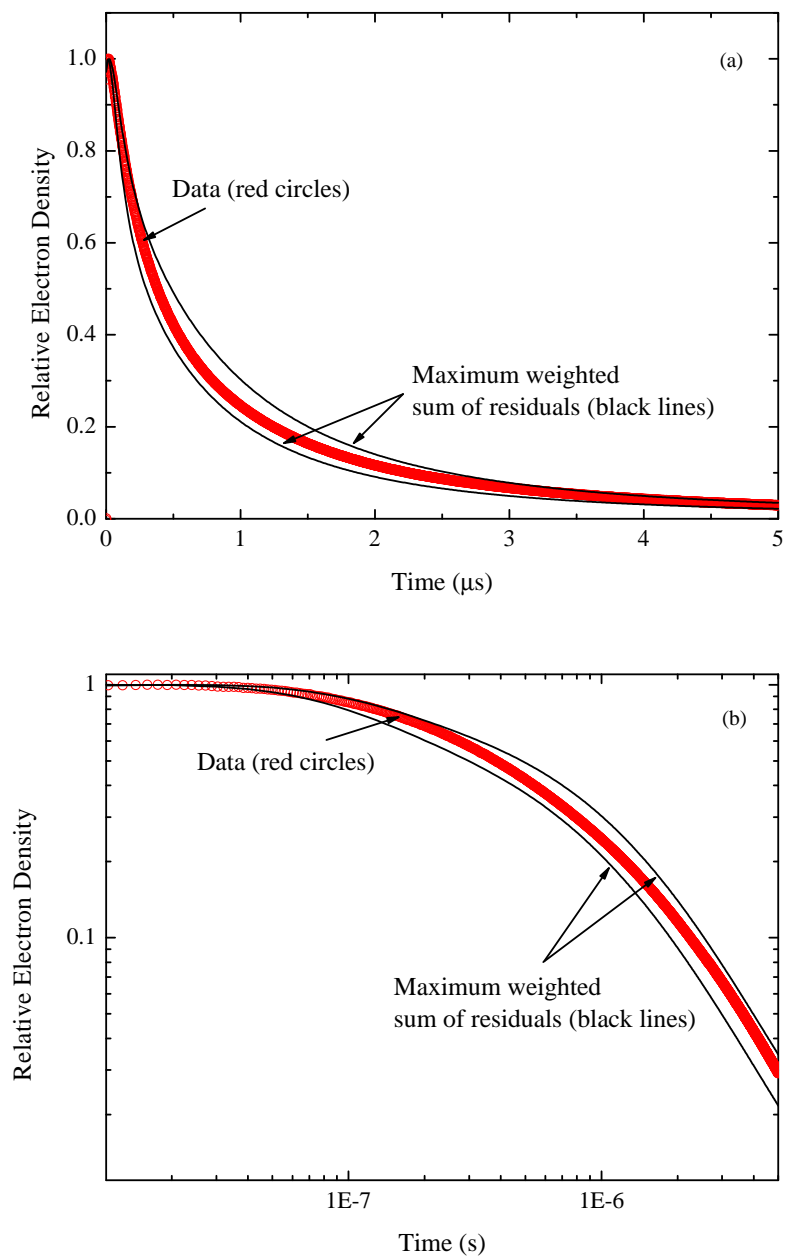 (a)
1.0
0.8
0.6
0.4
0.2
0.0
Relative Electron Density
Data (red circles)
Maximum weighted
sum of residuals (black lines)
0 1 2 3 4 5
Time (μs)
(b)
1
0.1
Relative Electron Density
Data (red circles)
Maximum weighted
sum of residuals (black lines)
1E-7 1E-6
Time (s)